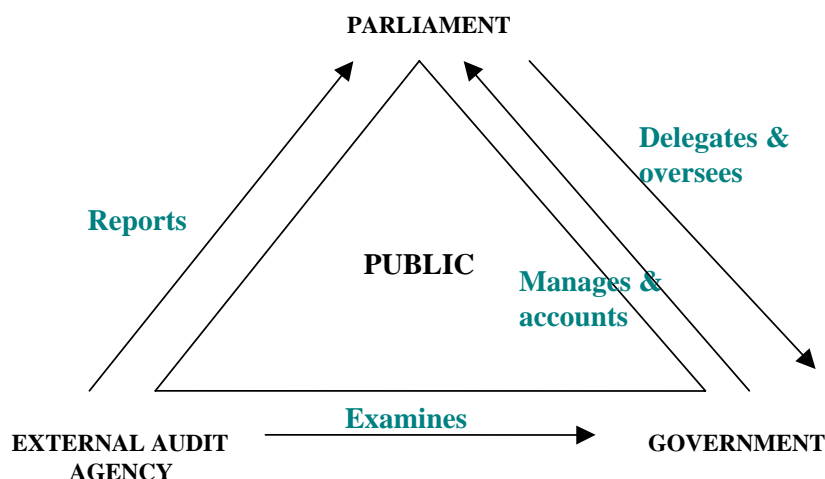 PARLIAMENT
Delegates &
oversees
Reports
PUBLIC
Manages &
accounts
Examines
EXTERNAL AUDIT
AGENCY
GOVERNMENT